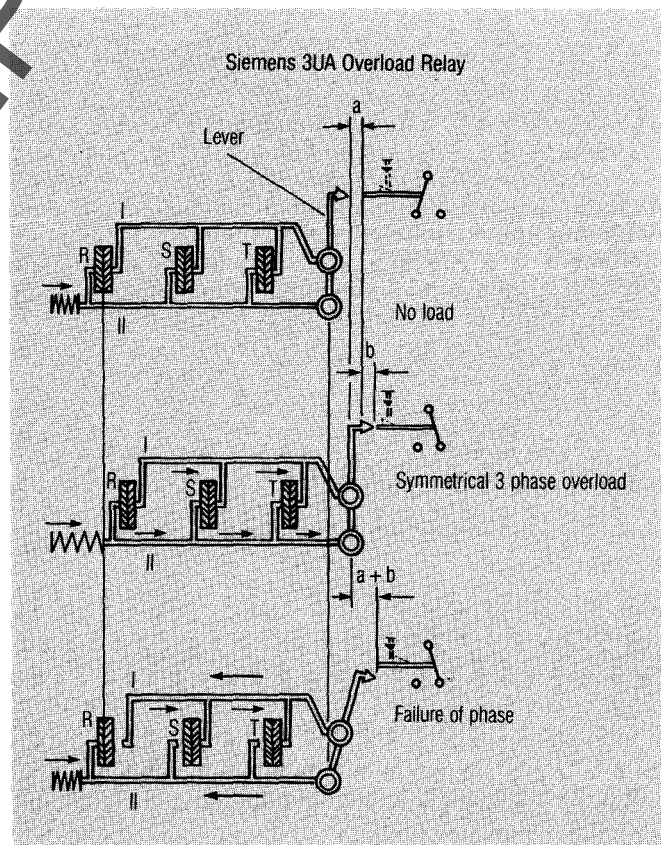 Siemens 3UA Overload Relay
a
Lever
I
R S T
II
No load
b
I
R S T
II
Symmetrical 3 phase overload
a + b
I
R S T
II
Failure of phase